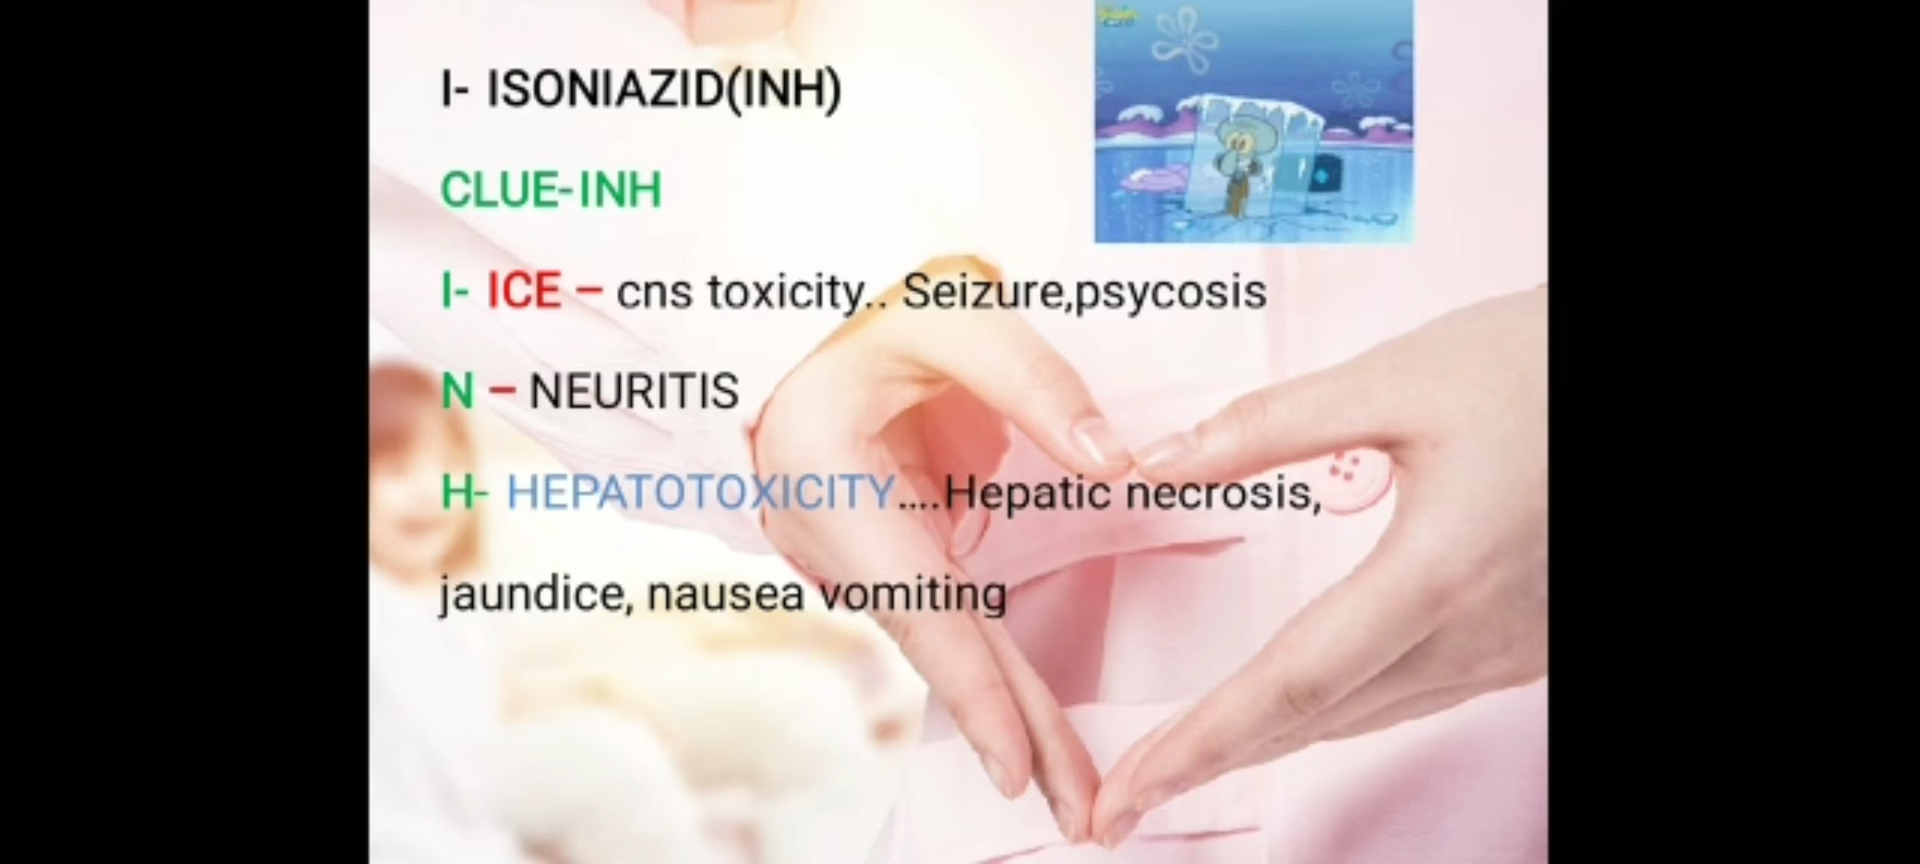 I- ISONIAZID(INH)
CLUE-INH
I- ICE – cns toxicity.. Seizure,psycosis
N – NEURITIS
H- HEPATOTOXICITY....Hepatic necrosis,
jaundice, nausea vomiting